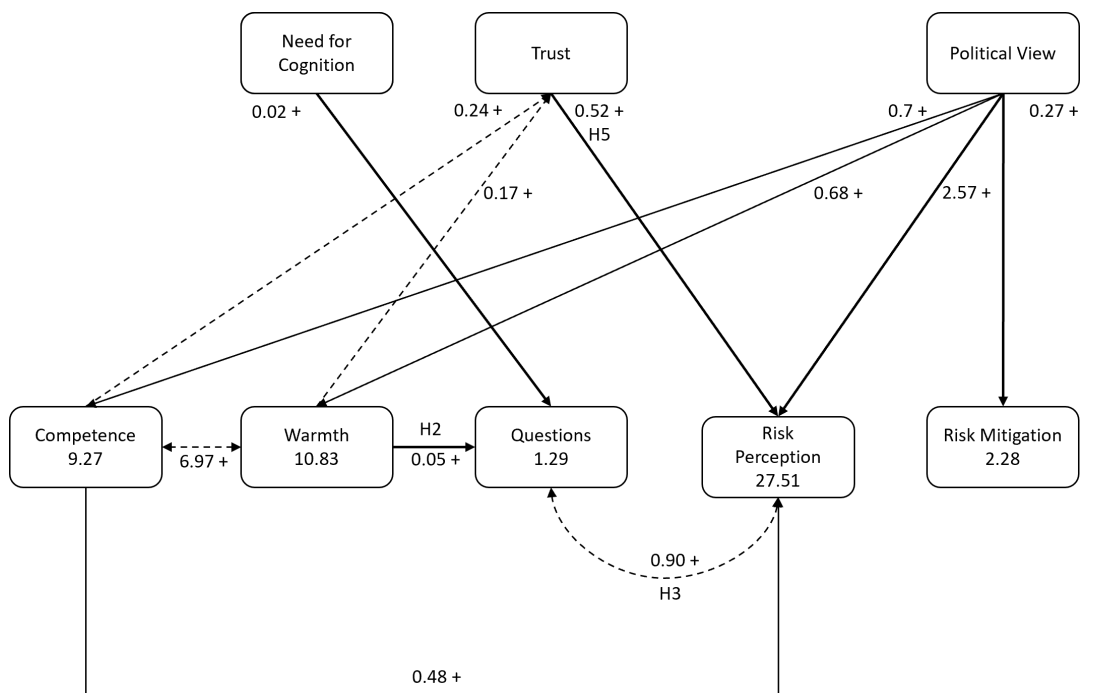 Need for
Cognition
Trust
Political View
0.02 +
0.24 +
0.52 +
H5
0.7 +
0.27 +
0.17 +
0.68 +
2.57 +
Competence
9.27
6.97 +
Warmth
10.83
H2
0.05 +
Questions
1.29
Risk
Perception
27.51
Risk Mitigation
2.28
0.90 +
H3
0.48 +